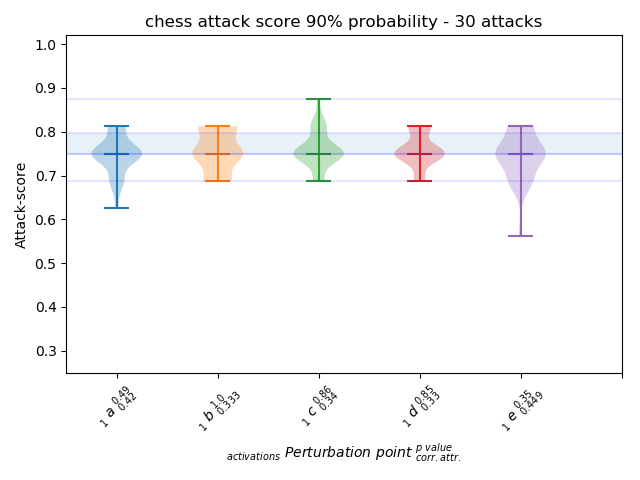 chess attack score 90% probability - 30 attacks
Attack-score
1.0
0.9
0.8
0.7
0.6
0.5
0.4
0.3
1 a 0.49 0.42
1 b 1.0 0.333
1 c 0.86 0.34
1 d 0.85 0.33
1 e 0.35 0.449
activations Perturbation point p value corr. attr.